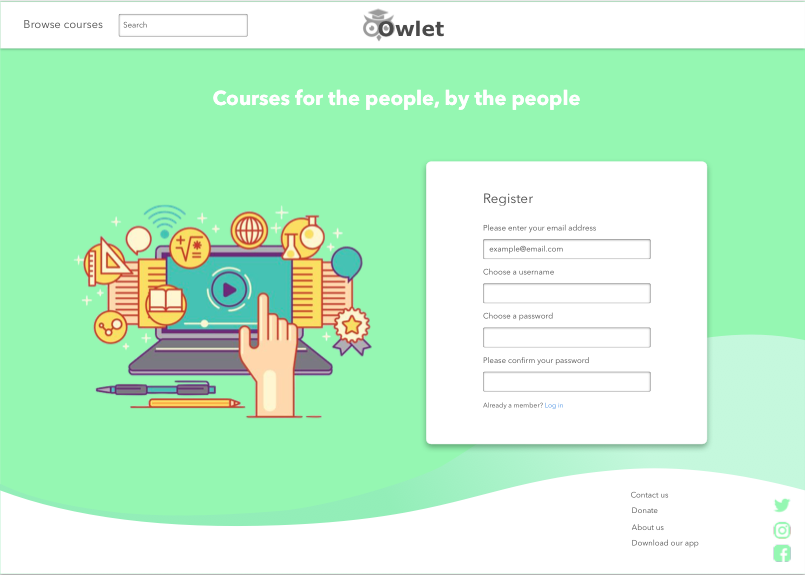 Browse courses
Search
Owlet
Courses for the people, by the people
Register
Please enter your email address
example@email.com
Choose a username
Choose a password
Please confirm your password
Already a member? Log in
Contact us
Donate
About us
Download our app